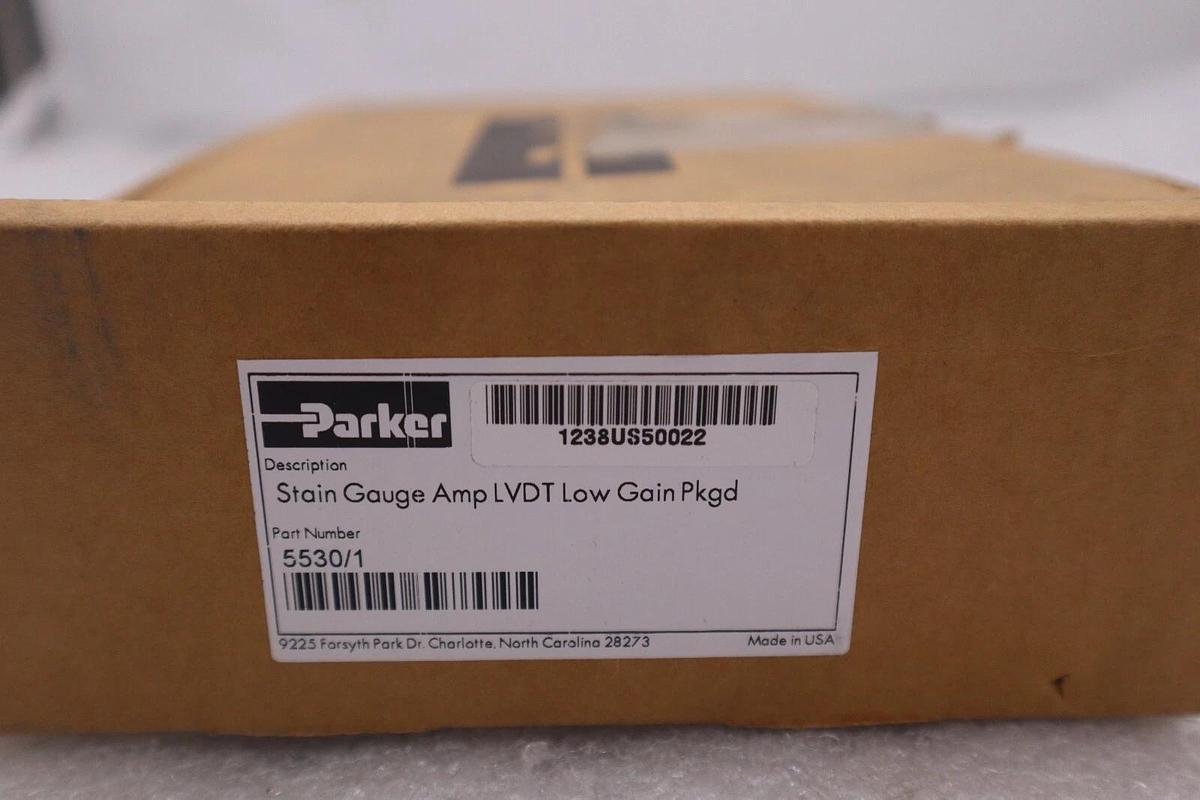 Parker
1238US50022
Description
Stain Gauge Amp LVDT Low Gain Pkgd
Part Number
5530/1
9225 Forsyth Park Dr. Charlotte, North Carolina 28273
Made in USA